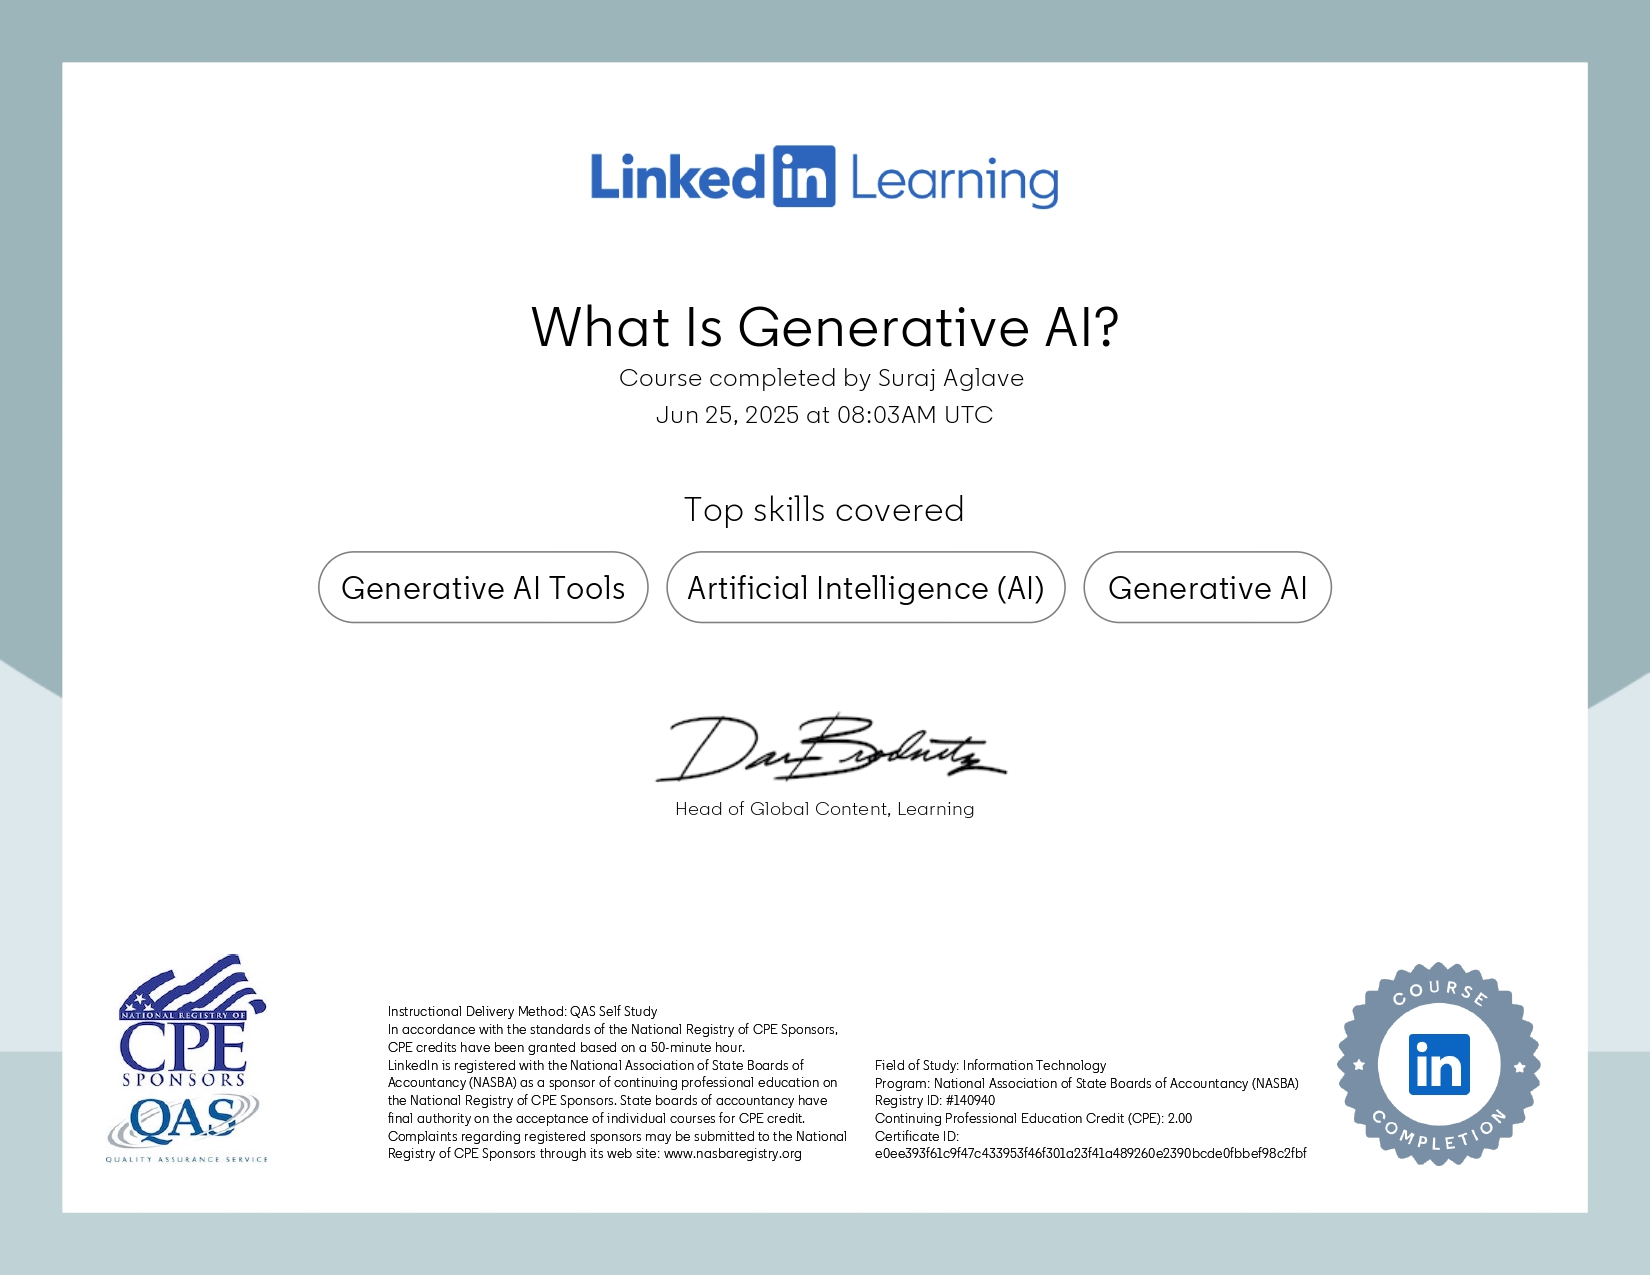 LinkedIn Learning
What Is Generative AI?
Course completed by Suraj Aglave
Jun 25, 2025 at 08:03AM UTC
Top skills covered
Generative AI Tools
Artificial Intelligence (AI)
Generative AI
Dan Brodnitz
Head of Global Content, Learning
NATIONAL REGISTRY OF
CPE
SPONSORS
QAS
QUALITY ASSURANCE SERVICE
Instructional Delivery Method: QAS Self Study
In accordance with the standards of the National Registry of CPE Sponsors,
CPE credits have been granted based on a 50-minute hour.
LinkedIn is registered with the National Association of State Boards of
Accountancy (NASBA) as a sponsor of continuing professional education on
the National Registry of CPE Sponsors. State boards of accountancy have
final authority on the acceptance of individual courses for CPE credit.
Complaints regarding registered sponsors may be submitted to the National
Registry of CPE Sponsors through its web site: www.nasbaregistry.org
Field of Study: Information Technology
Program: National Association of State Boards of Accountancy (NASBA)
Registry ID: #140940
Continuing Professional Education Credit (CPE): 2.00
Certificate ID:
e0ee393f61c9f47c433953f46f301a23f41a489260e2390bcde0fbbef98c2fbf
COURSE
in
COMPLETION